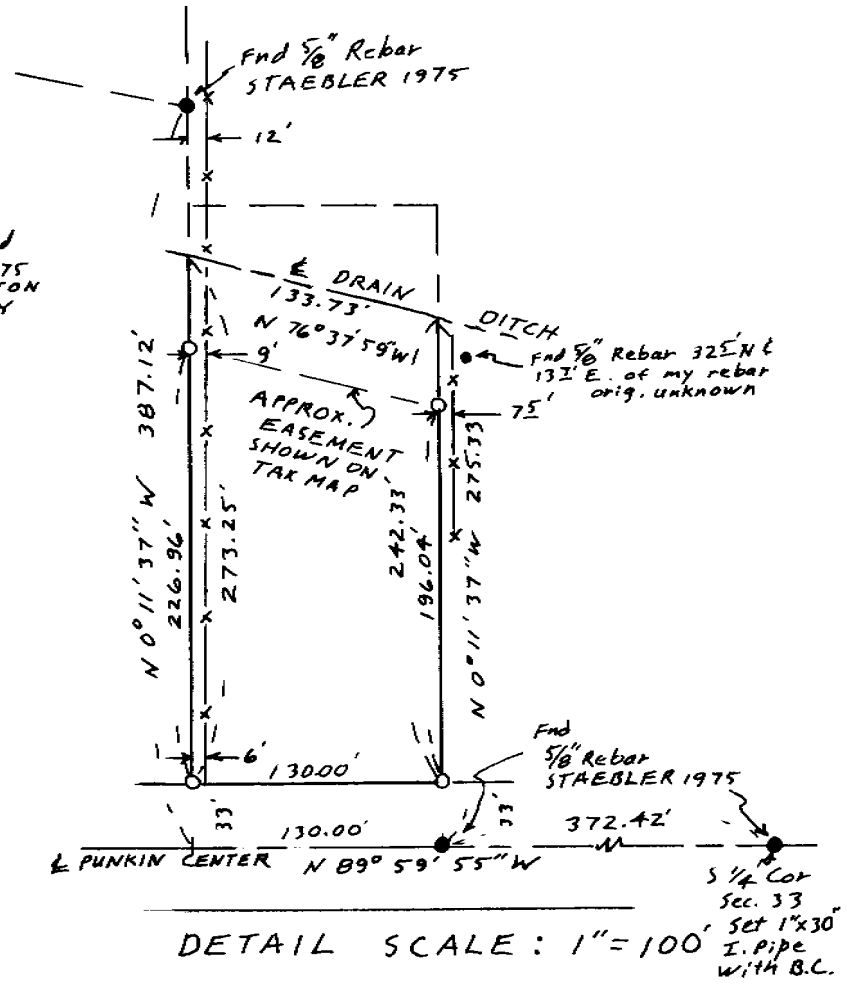 Fnd 5/8" Rebar
STAEBLER 1975
12'
d
75
TON
Y
℄ DRAIN
DITCH
133.73'
N 76° 37' 59" W
9'
Fnd 5/8" Rebar 32.5' N &
13.7' E. of my rebar
orig. unknown
7.5'
APPROX.
EASEMENT
SHOWN ON
TAX MAP
N 0° 11' 37" W 387.12'
226.96'
273.25'
242.33'
196.04'
N 0° 11' 37" W 275.33
6'
130.00'
33'
33'
Fnd
5/8" Rebar
STAEBLER 1975
130.00'
372.42'
℄ PUNKIN CENTER N 89° 59' 55" W
S 1/4 Cor
Sec. 33
Set 1"x30"
I. Pipe
with B.C.
DETAIL SCALE: 1"=100'